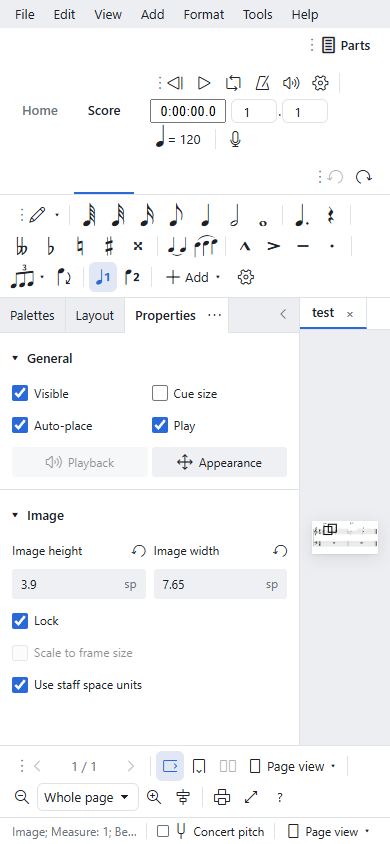 File Edit View Add Format Tools Help
Parts
Home Score
0:00:00.0 1 . 1
= 120
3
1 2 Add
Palettes Layout Properties ··· test ×
General
Visible Cue size
Auto-place Play
Playback Appearance
Image
Image height Image width
3.9 sp 7.65 sp
Lock
Scale to frame size
Use staff space units
1 / 1 Page view
Whole page ?
Image; Measure: 1; Be... Concert pitch Page view